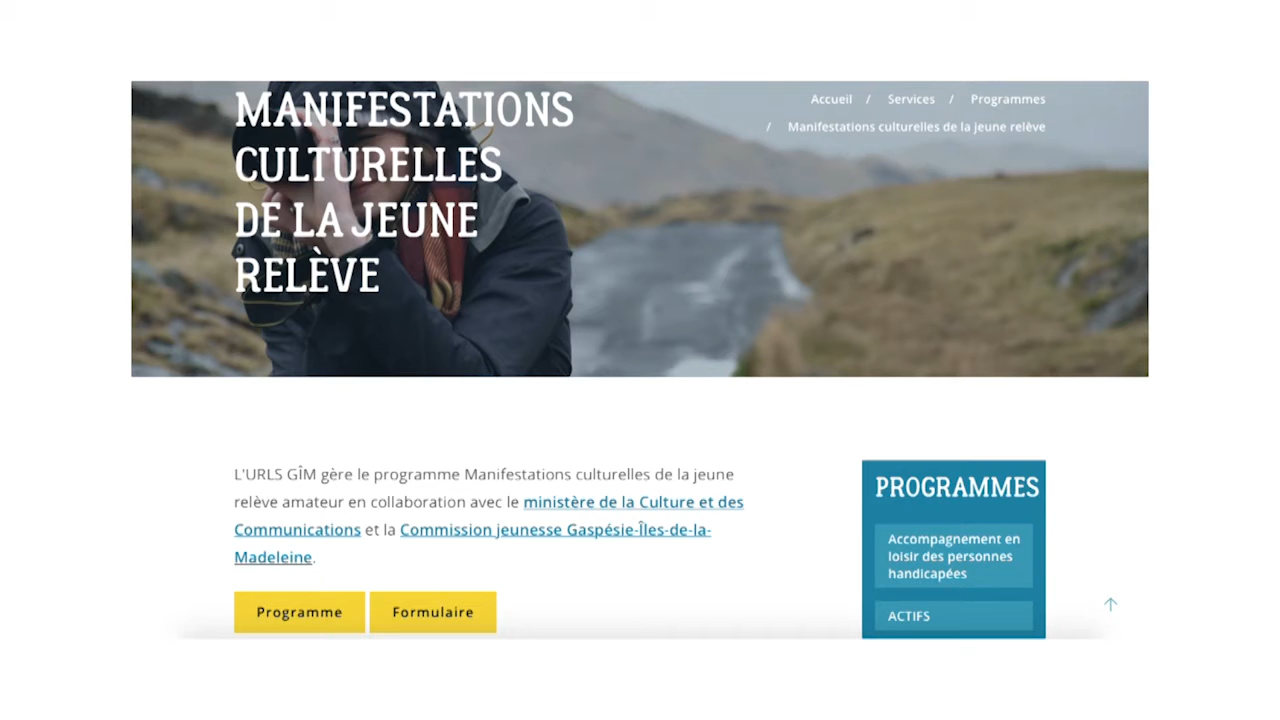 MANIFESTATIONS
CULTURELLES
DE LA JEUNE
RELÈVE
Accueil / Services / Programmes
/ Manifestations culturelles de la jeune relève
L'URLS GÎM gère le programme Manifestations culturelles de la jeune
relève amateur en collaboration avec le ministère de la Culture et des
Communications et la Commission jeunesse Gaspésie-Îles-de-la-
Madeleine.
Programme Formulaire
PROGRAMMES
Accompagnement en
loisir des personnes
handicapées
ACTIFS